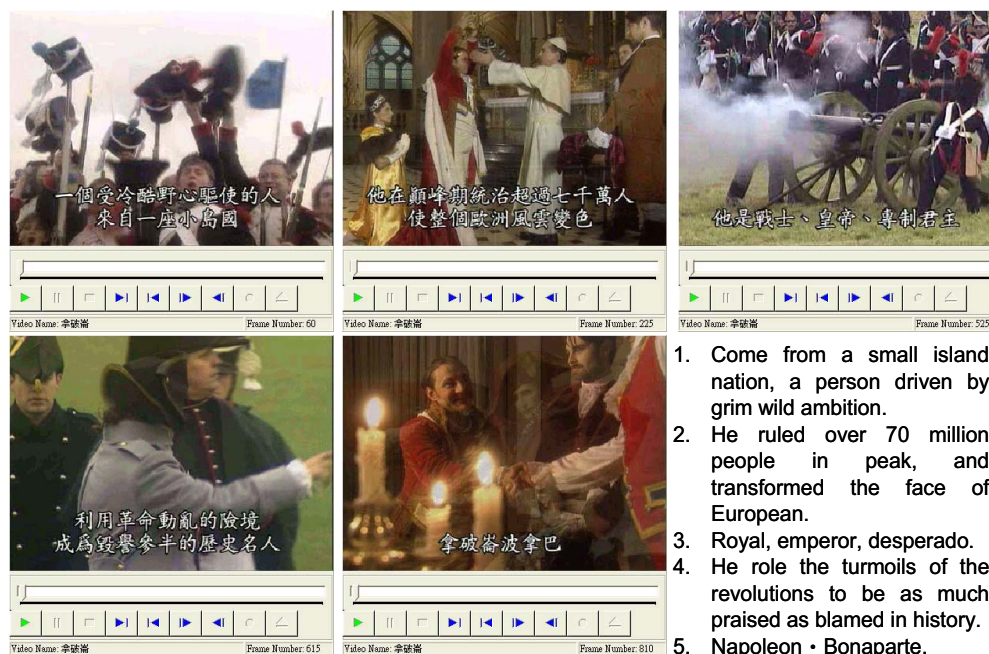 一個受冷酷野心驅使的人
來自一座小島國
Video Name: 拿破崙
Frame Number: 60
他在顛峰期統治超過七千萬人
使整個歐洲風雲變色
Video Name: 拿破崙
Frame Number: 225
他是戰士、皇帝、專制君主
Video Name: 拿破崙
Frame Number: 525
利用革命動亂的險境
成爲毀譽參半的歷史名人
Video Name: 拿破崙
Frame Number: 615
拿破崙波拿巴
Video Name: 拿破崙
Frame Number: 810
1. Come from a small island
nation, a person driven by
grim wild ambition.
2. He ruled over 70 million
people in peak, and
transformed the face of
European.
3. Royal, emperor, desperado.
4. He role the turmoils of the
revolutions to be as much
praised as blamed in history.
5. Napoleon・Bonaparte.